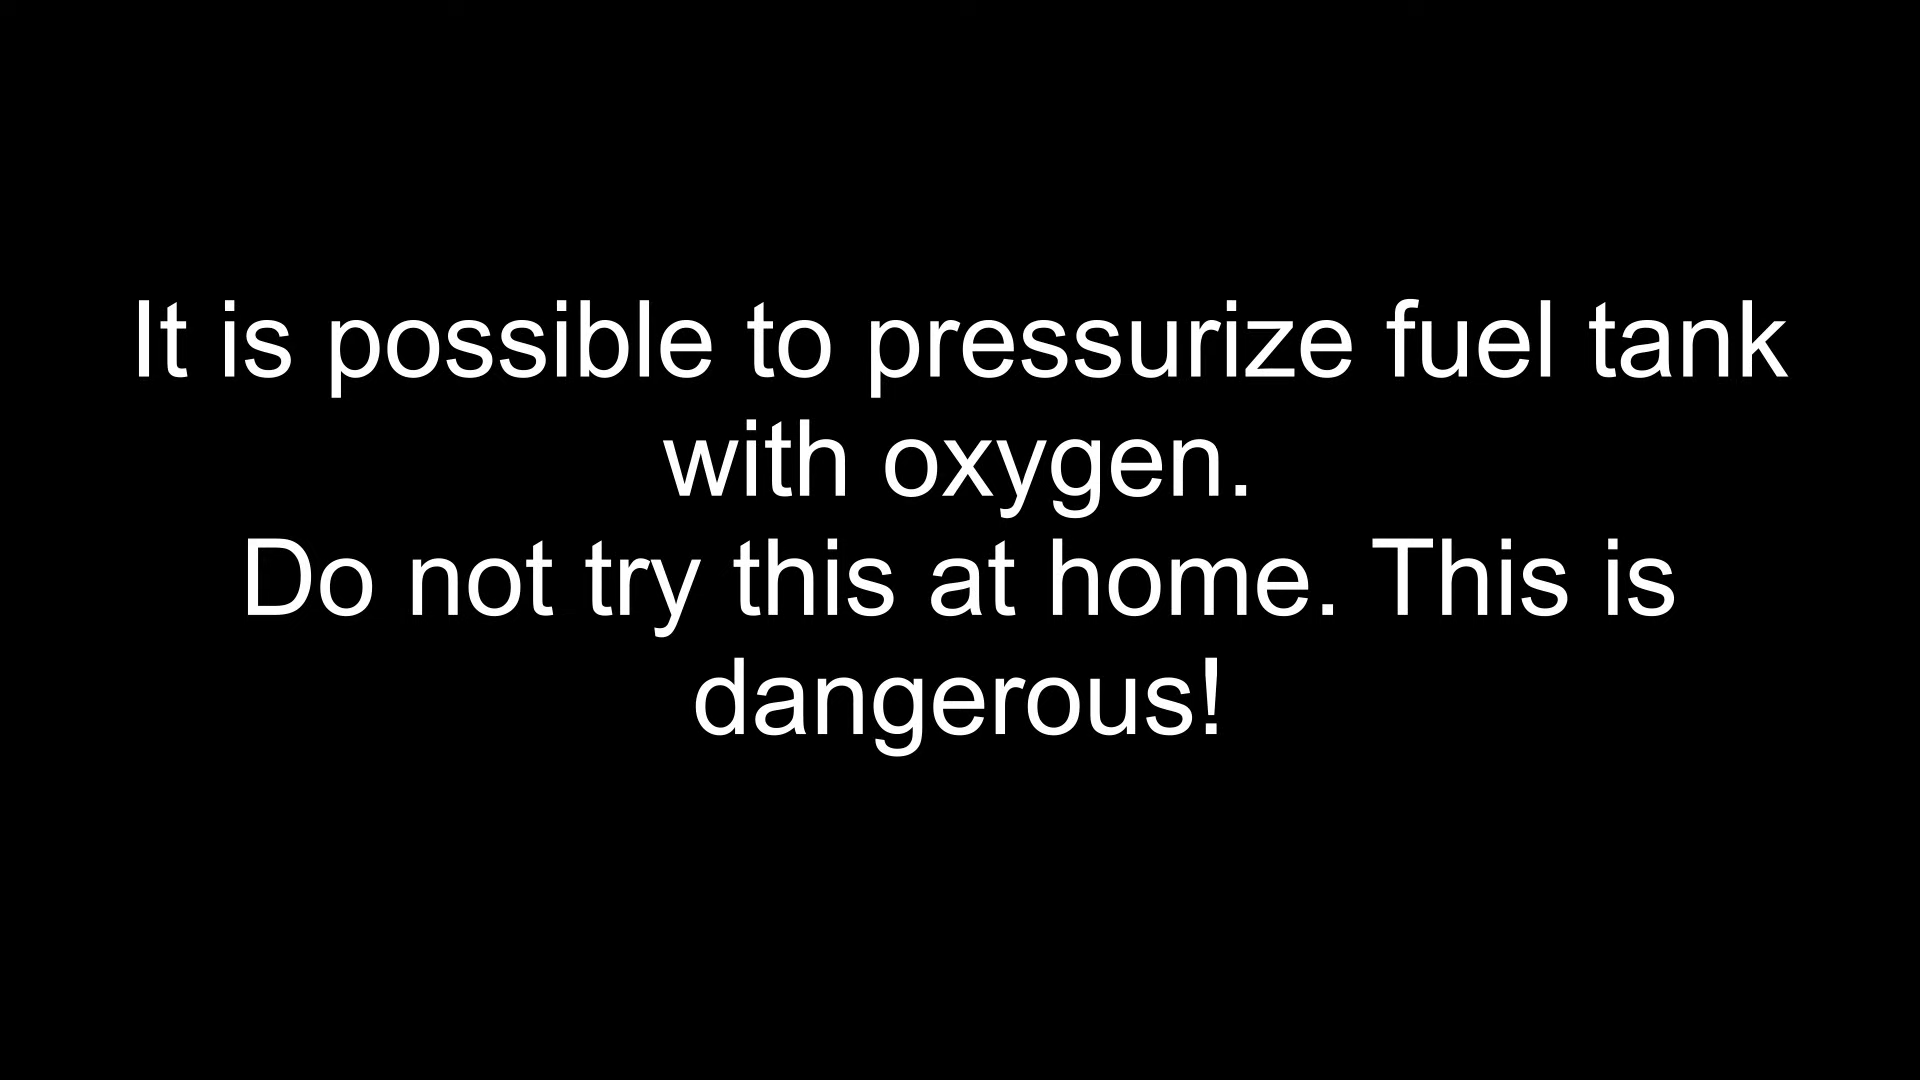 It is possible to pressurize fuel tank
with oxygen.
Do not try this at home. This is
dangerous!